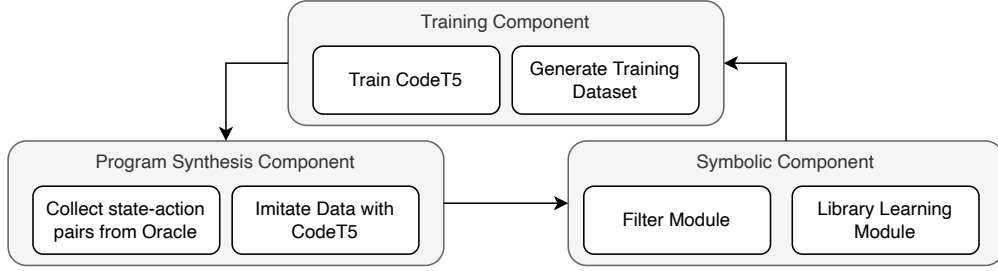 Training Component
Train CodeT5
Generate Training
Dataset
Program Synthesis Component
Collect state-action
pairs from Oracle
Imitate Data with
CodeT5
Symbolic Component
Filter Module
Library Learning
Module